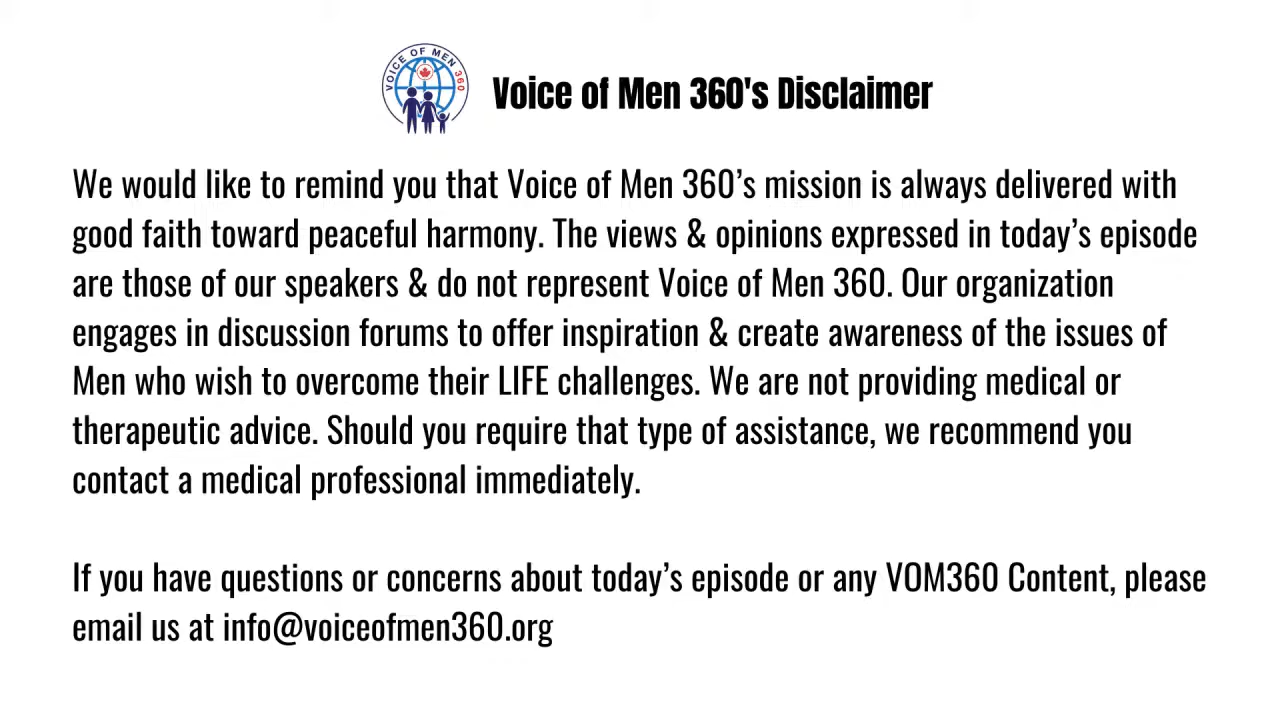 VOICE OF MEN 360
Voice of Men 360's Disclaimer
We would like to remind you that Voice of Men 360’s mission is always delivered with
good faith toward peaceful harmony. The views & opinions expressed in today’s episode
are those of our speakers & do not represent Voice of Men 360. Our organization
engages in discussion forums to offer inspiration & create awareness of the issues of
Men who wish to overcome their LIFE challenges. We are not providing medical or
therapeutic advice. Should you require that type of assistance, we recommend you
contact a medical professional immediately.
If you have questions or concerns about today’s episode or any VOM360 Content, please
email us at info@voiceofmen360.org